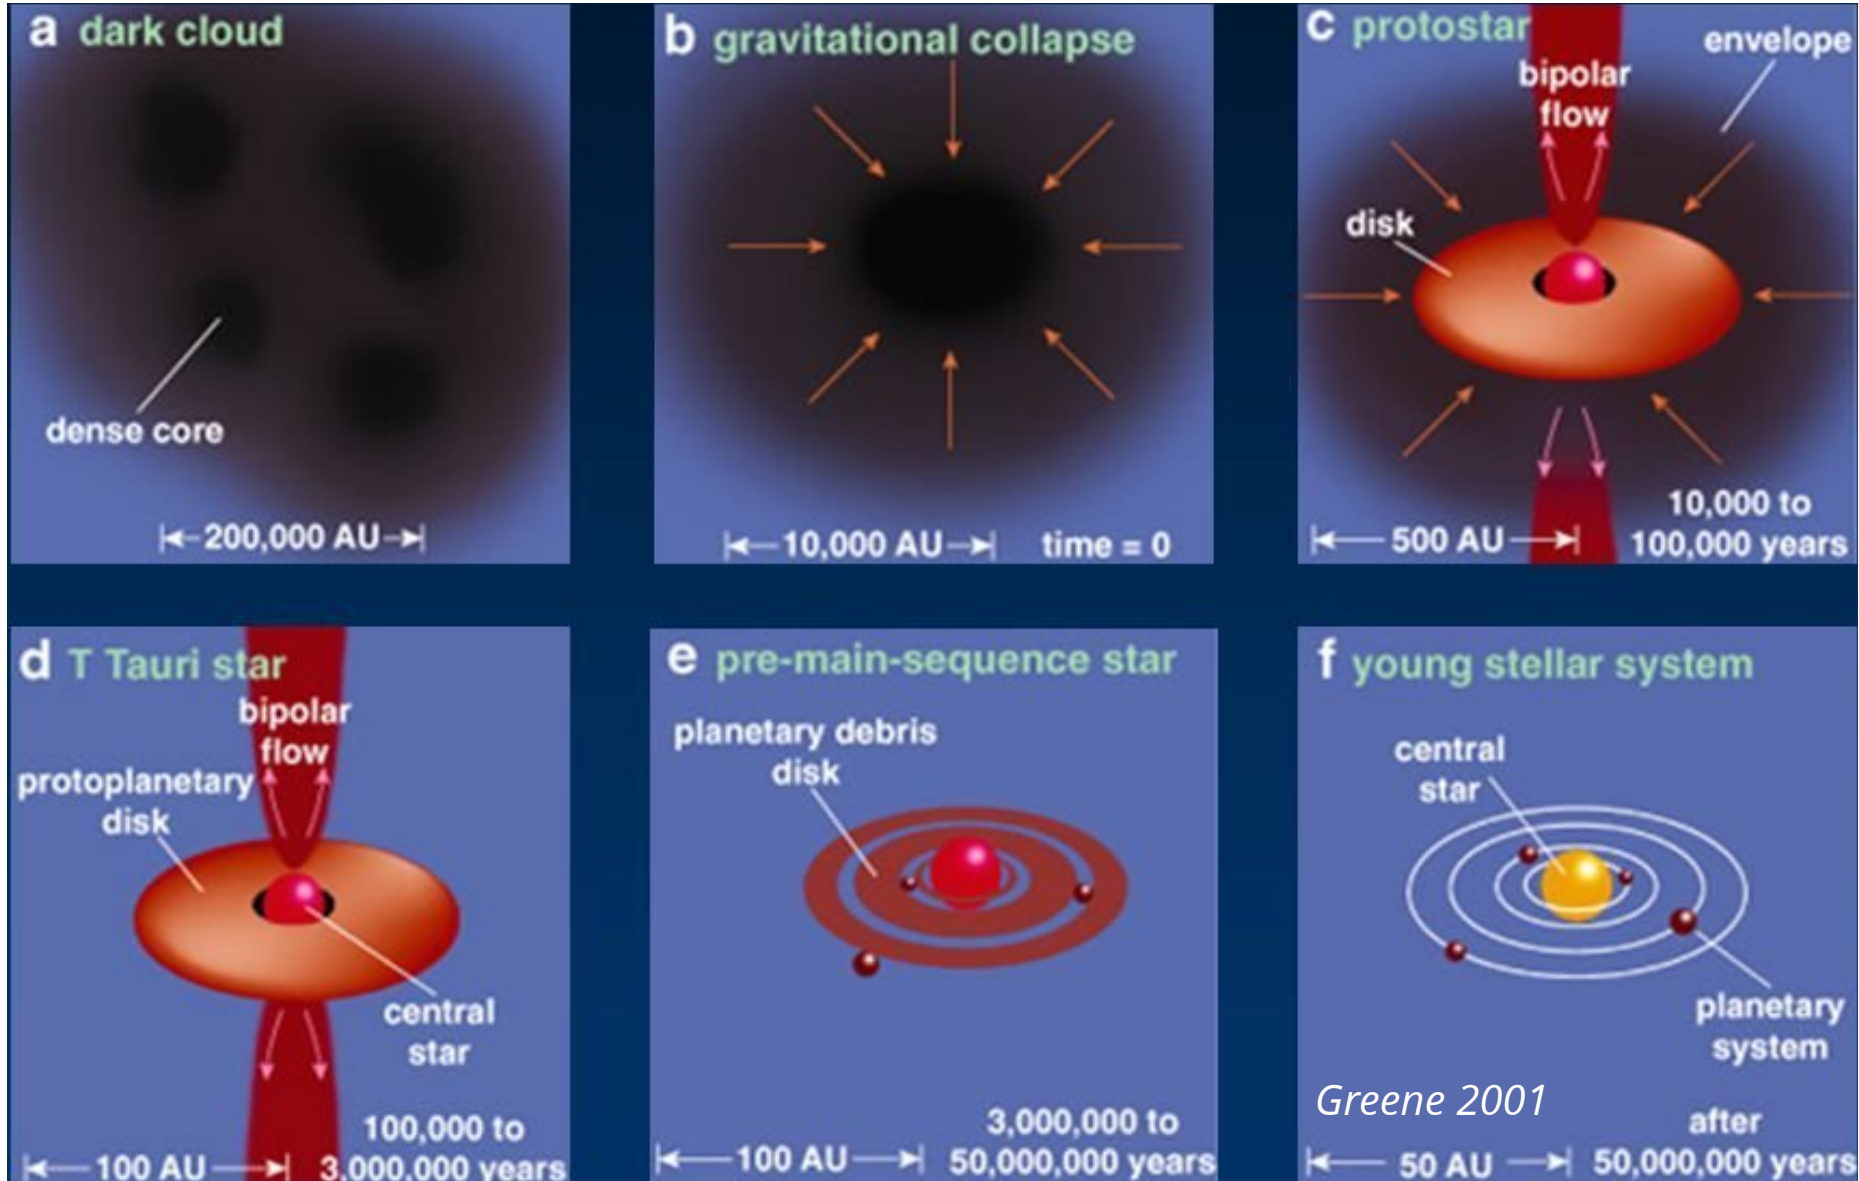 a dark cloud
dense core
200,000 AU
b gravitational collapse
10,000 AU
time = 0
c protostar
envelope
bipolar
flow
disk
10,000 to
500 AU
100,000 years
d T Tauri star
bipolar
flow
protoplanetary
disk
central
star
100,000 to
100 AU
3,000,000 years
e pre-main-sequence star
planetary debris
disk
3,000,000 to
100 AU
50,000,000 years
f young stellar system
central
star
planetary
system
Greene 2001
after
50 AU
50,000,000 years